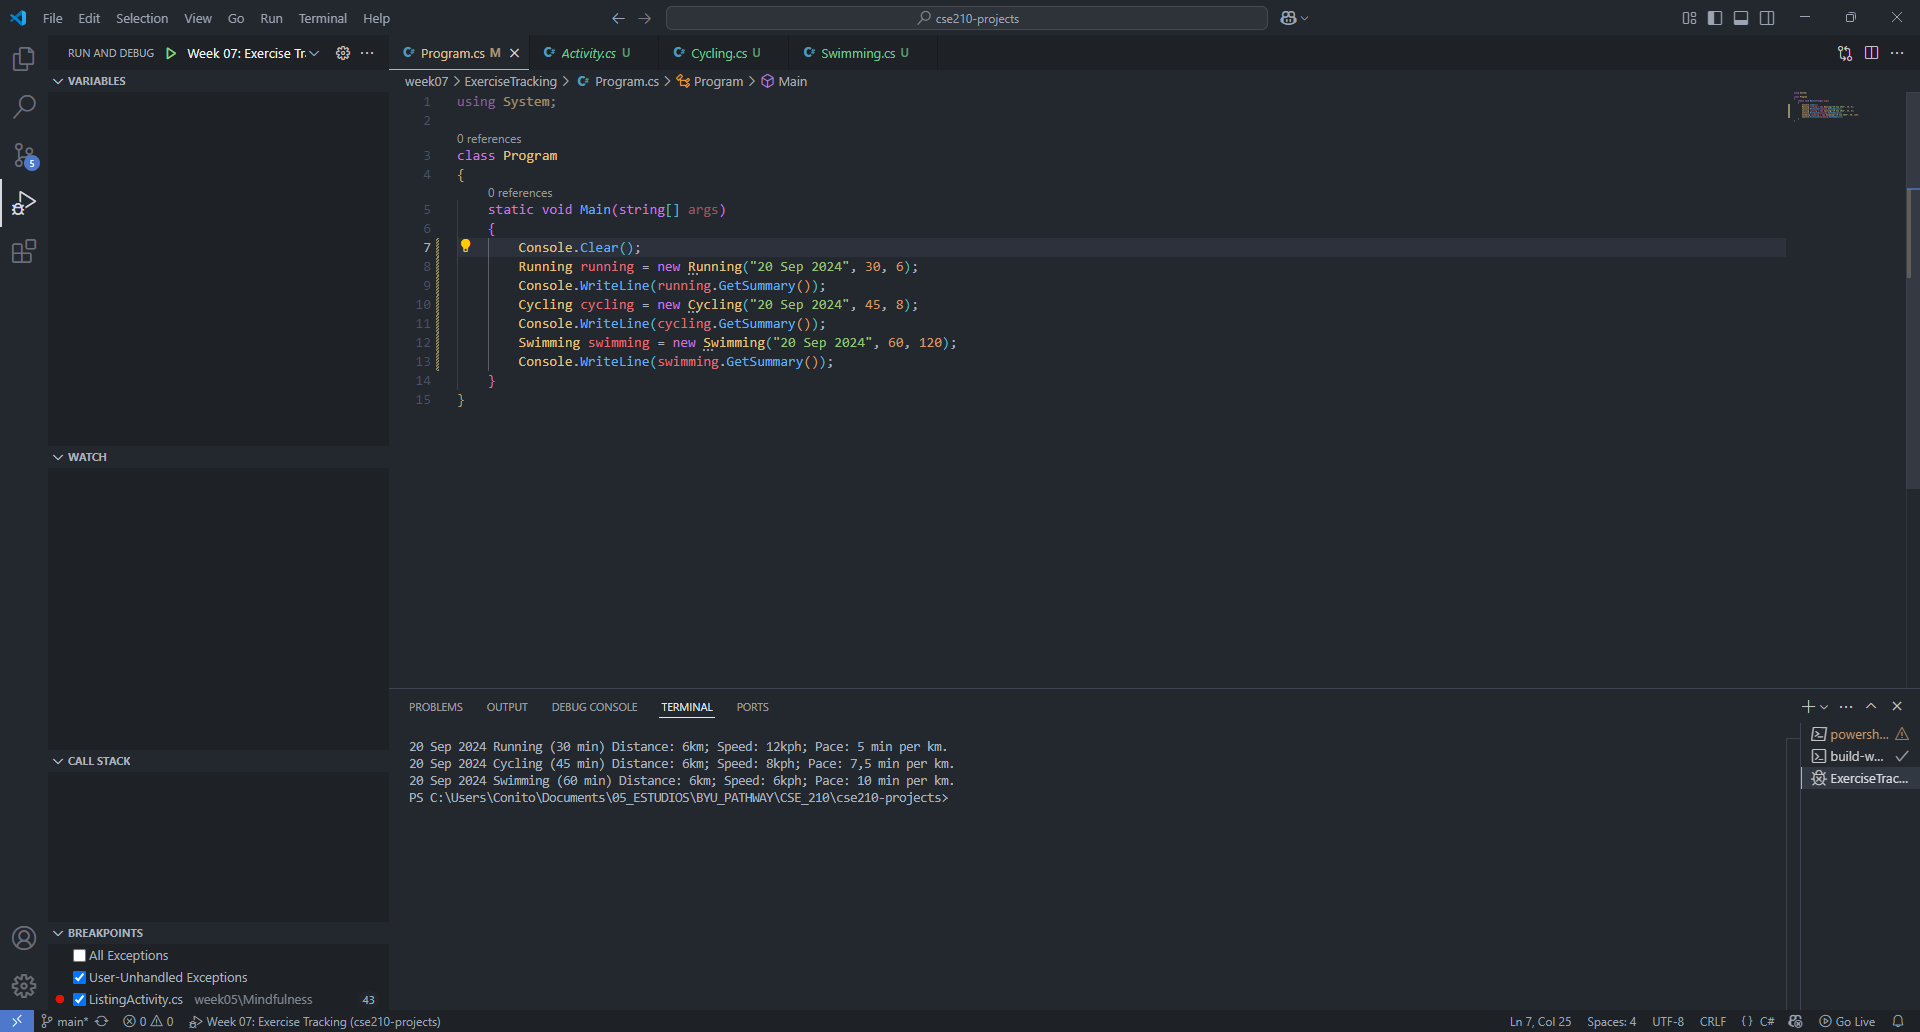 File Edit Selection View Go Run Terminal Help
cse210-projects
RUN AND DEBUG Week 07: Exercise Tr
Program.cs M Activity.cs U Cycling.cs U Swimming.cs U
week07 > ExerciseTracking > Program.cs > Program > Main
VARIABLES
1 using System;
2
0 references
3 class Program
4 {
0 references
5 static void Main(string[] args)
6 {
7 Console.Clear();
8 Running running = new Running("20 Sep 2024", 30, 6);
9 Console.WriteLine(running.GetSummary());
10 Cycling cycling = new Cycling("20 Sep 2024", 45, 8);
11 Console.WriteLine(cycling.GetSummary());
12 Swimming swimming = new Swimming("20 Sep 2024", 60, 120);
13 Console.WriteLine(swimming.GetSummary());
14 }
15 }
5
WATCH
CALL STACK
BREAKPOINTS
All Exceptions
User-Unhandled Exceptions
ListingActivity.cs week05\Mindfulness 43
PROBLEMS OUTPUT DEBUG CONSOLE TERMINAL PORTS
20 Sep 2024 Running (30 min) Distance: 6km; Speed: 12kph; Pace: 5 min per km.
20 Sep 2024 Cycling (45 min) Distance: 6km; Speed: 8kph; Pace: 7,5 min per km.
20 Sep 2024 Swimming (60 min) Distance: 6km; Speed: 6kph; Pace: 10 min per km.
PS C:\Users\Conito\Documents\05_ESTUDIOS\BYU_PATHWAY\CSE_210\cse210-projects>
powersh...
build-w...
ExerciseTrac...
main* 0 0 Week 07: Exercise Tracking (cse210-projects)
Ln 7, Col 25 Spaces: 4 UTF-8 CRLF {} C# Go Live